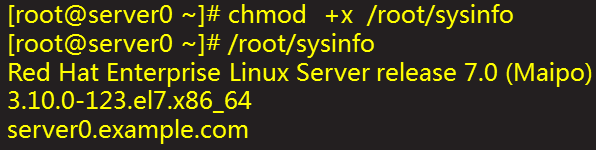 [root@server0 ~]# chmod  +x  /root/sysinfo
[root@server0 ~]# /root/sysinfo
Red Hat Enterprise Linux Server release 7.0 (Maipo)
3.10.0-123.el7.x86_64
server0.example.com